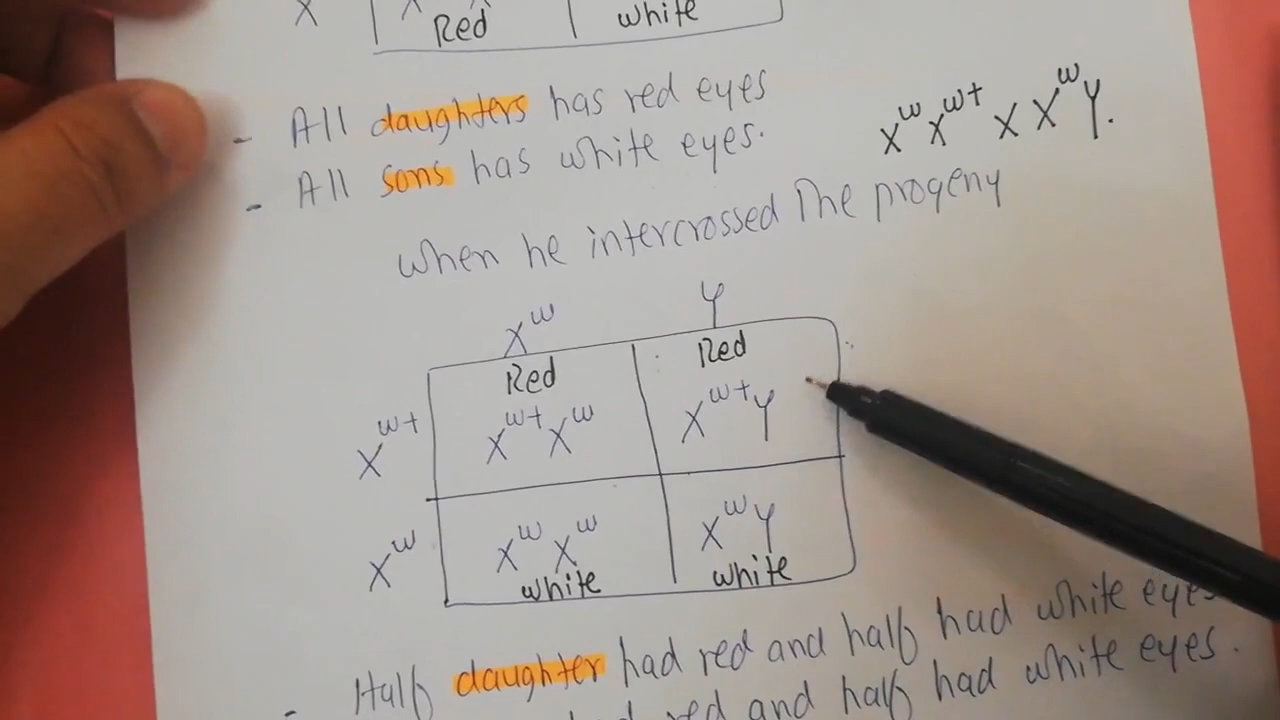 X
Red white
- All daughters has red eyes
- All sons has white eyes.
X^w X^w+ X X^w Y.
When he intercrossed The progeny
X^w Y
Red Red
X^w+ X^w+ X^w X^w+ Y
X^w X^w X^w X^w Y
white white
- Half daughter had red and half had white eyes
red and half had white eyes.